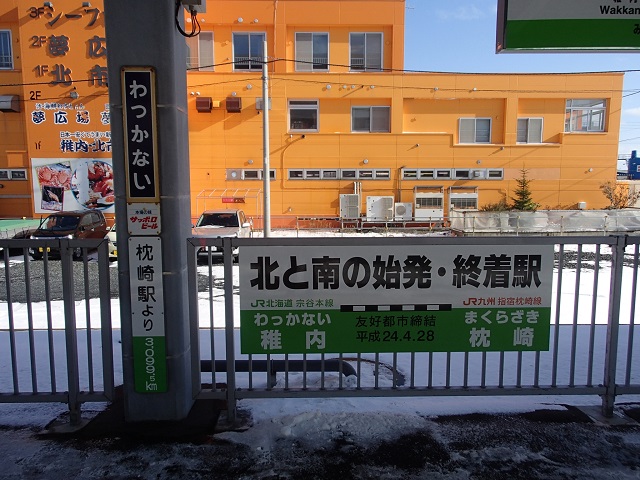 Wakkan
3F シーフー
2F 夢広
1F 北
夢広場
稚内
1F
わっかない
サッポロ
ビール
枕崎駅より
3,099.5km
北と南の始発・終着駅
JR北海道 宗谷本線
JR九州 指宿枕崎線
わっかない
稚内
友好都市締結
平成24.4.28
まくらざき
枕崎